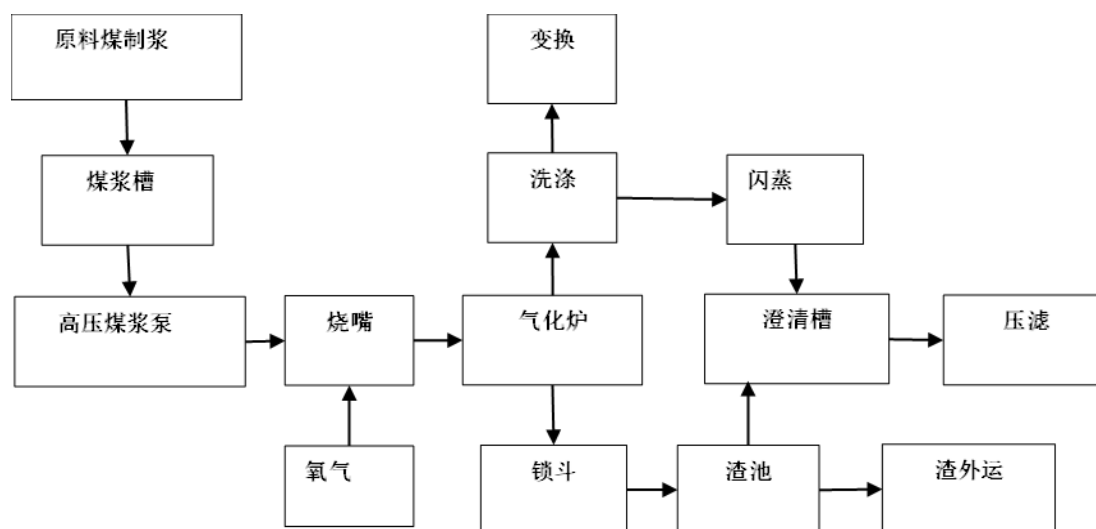 原料煤制浆
变换
煤浆槽
洗涤
闪蒸
高压煤浆泵
烧嘴
气化炉
澄清槽
压滤
氧气
锁斗
渣池
渣外运